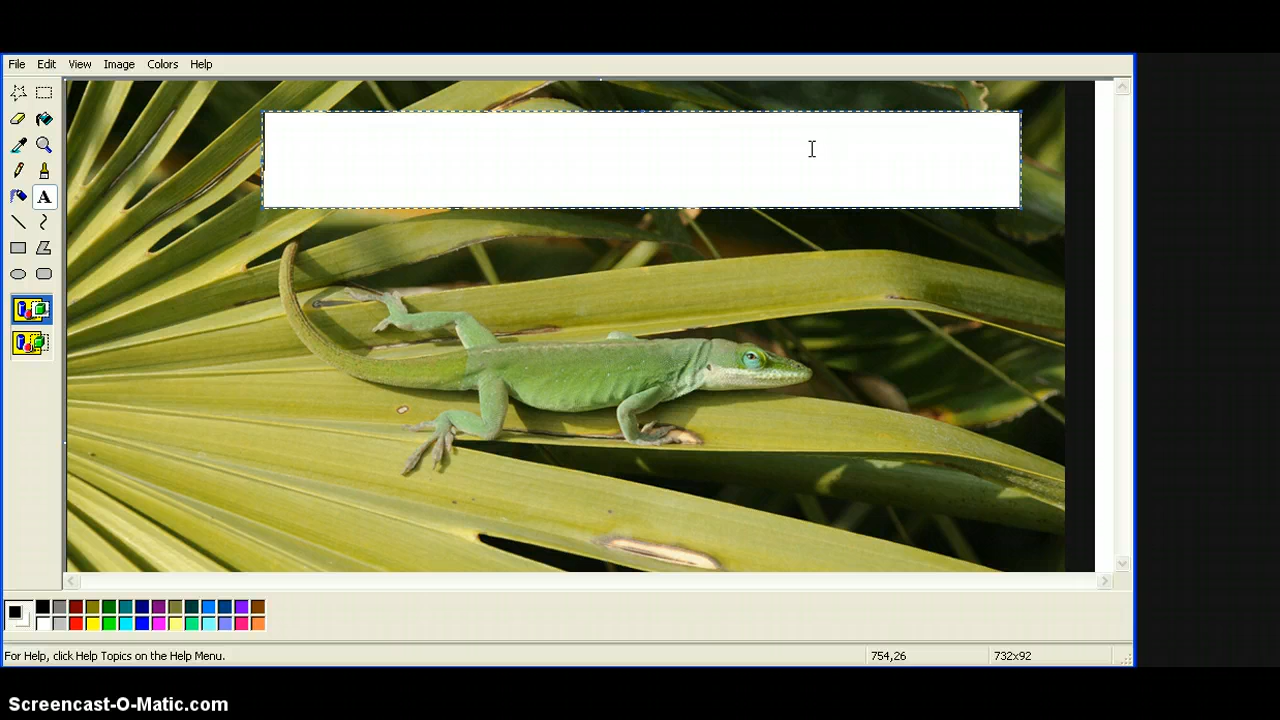 File Edit View Image Colors Help
A
For Help, click Help Topics on the Help Menu.
754,26
732x92
Screencast-O-Matic.com